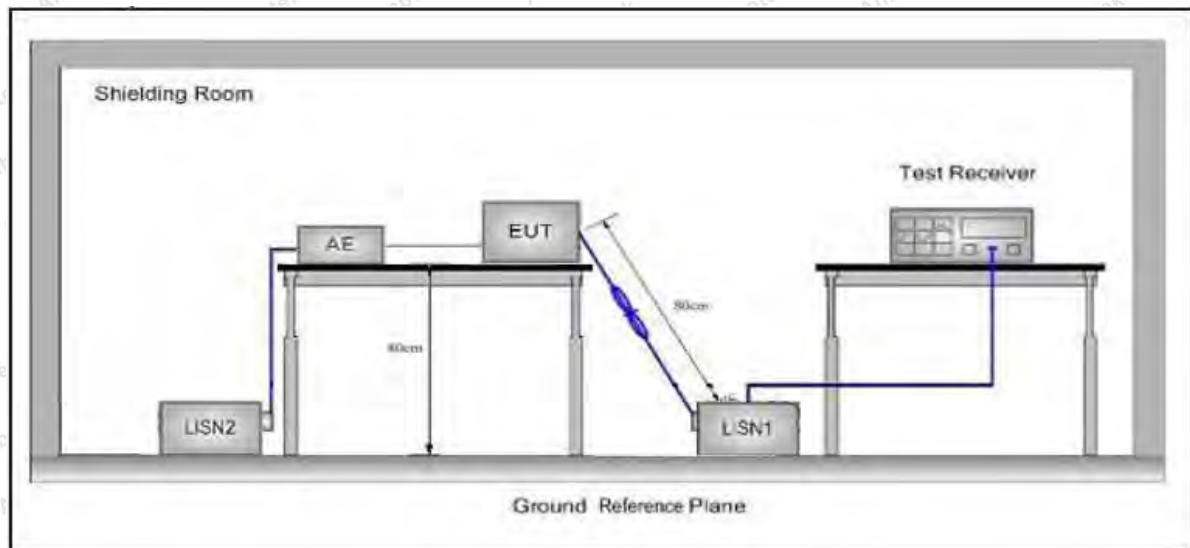 Shielding Room
Test Receiver
AE
EUT
80cm
80cm
LISN2
LISN1
Ground Reference Plane